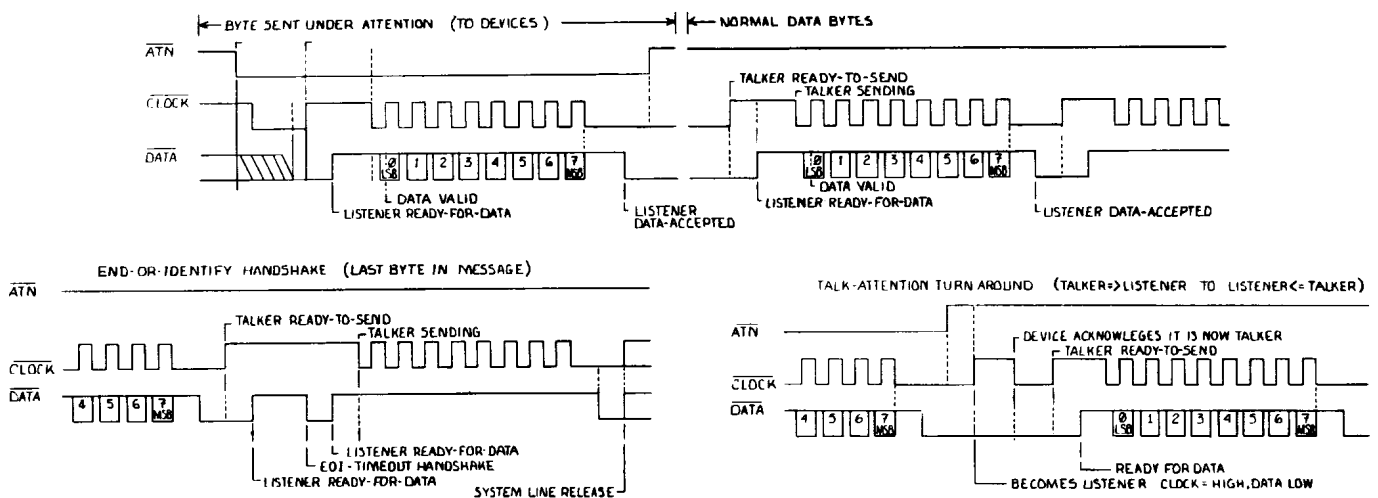 BYTE SENT UNDER ATTENTION (TO DEVICES)
NORMAL DATA BYTES
ATN
TALKER READY-TO-SEND
TALKER SENDING
CLOCK
DATA
0 LSB 1 2 3 4 5 6 7 MSB
0 LSB 1 2 3 4 5 6 7 MSB
DATA VALID
LISTENER READY-FOR-DATA
LISTENER
DATA-ACCEPTED
DATA VALID
LISTENER READY-FOR-DATA
LISTENER DATA-ACCEPTED
END-OR-IDENTIFY HANDSHAKE (LAST BYTE IN MESSAGE)
ATN
TALKER READY-TO-SEND
TALKER SENDING
CLOCK
DATA
4 5 6 7 MSB
LISTENER READY-FOR-DATA
EOI-TIMEOUT HANDSHAKE
LISTENER READY-FOR-DATA
SYSTEM LINE RELEASE
TALK-ATTENTION TURN AROUND (TALKER=>LISTENER TO LISTENER<=TALKER)
ATN
DEVICE ACKNOWLEGES IT IS NOW TALKER
TALKER READY-TO-SEND
CLOCK
DATA
4 5 6 7 MSB
0 LSB 1 2 3 4 5 6 7 MSB
READY FOR DATA
BECOMES LISTENER CLOCK=HIGH, DATA LOW